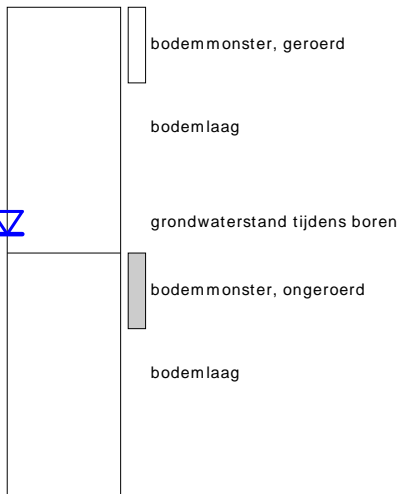 bodemmonster, geroerd
bodemlaag
grondwaterstand tijdens boren
bodemmonster, ongeroerd
bodemlaag